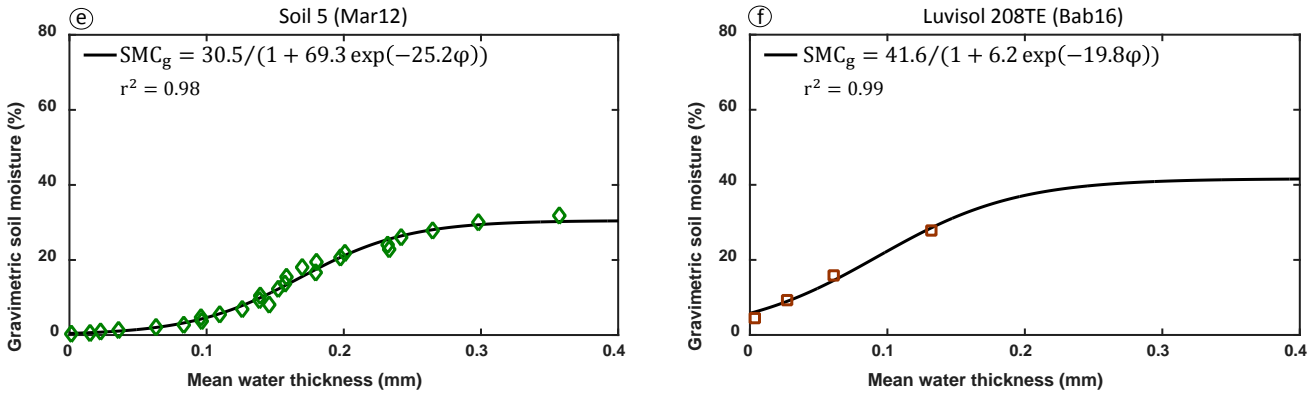 ⓔ Soil 5 (Mar12)
80
60
40
20
0
Gravimetric soil moisture (%)
SMC_g = 30.5/(1 + 69.3 exp(−25.2φ))
r² = 0.98
0 0.1 0.2 0.3 0.4
Mean water thickness (mm)
ⓕ Luvisol 208TE (Bab16)
80
60
40
20
0
Gravimetric soil moisture (%)
SMC_g = 41.6/(1 + 6.2 exp(−19.8φ))
r² = 0.99
0 0.1 0.2 0.3 0.4
Mean water thickness (mm)